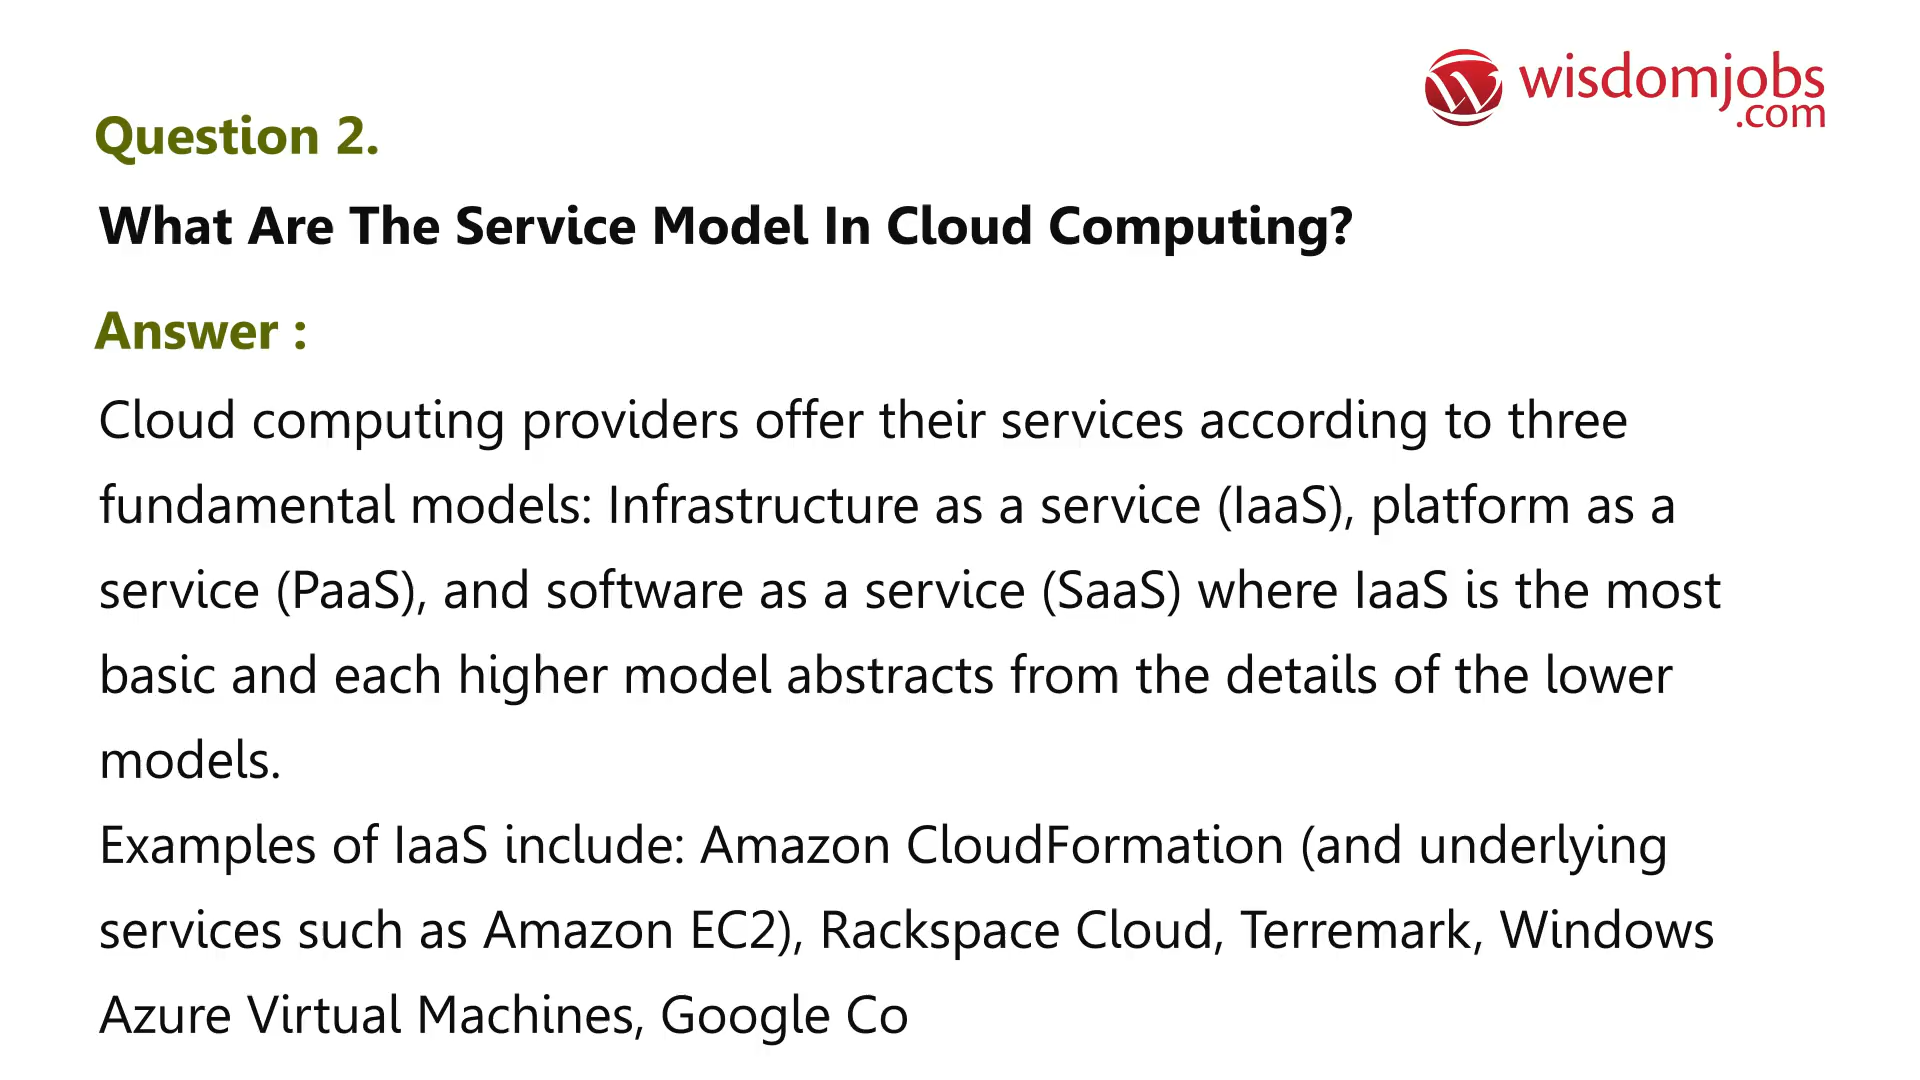 wisdomjobs
.com
Question 2.
What Are The Service Model In Cloud Computing?
Answer :
Cloud computing providers offer their services according to three
fundamental models: Infrastructure as a service (IaaS), platform as a
service (PaaS), and software as a service (SaaS) where IaaS is the most
basic and each higher model abstracts from the details of the lower
models.
Examples of IaaS include: Amazon CloudFormation (and underlying
services such as Amazon EC2), Rackspace Cloud, Terremark, Windows
Azure Virtual Machines, Google Co